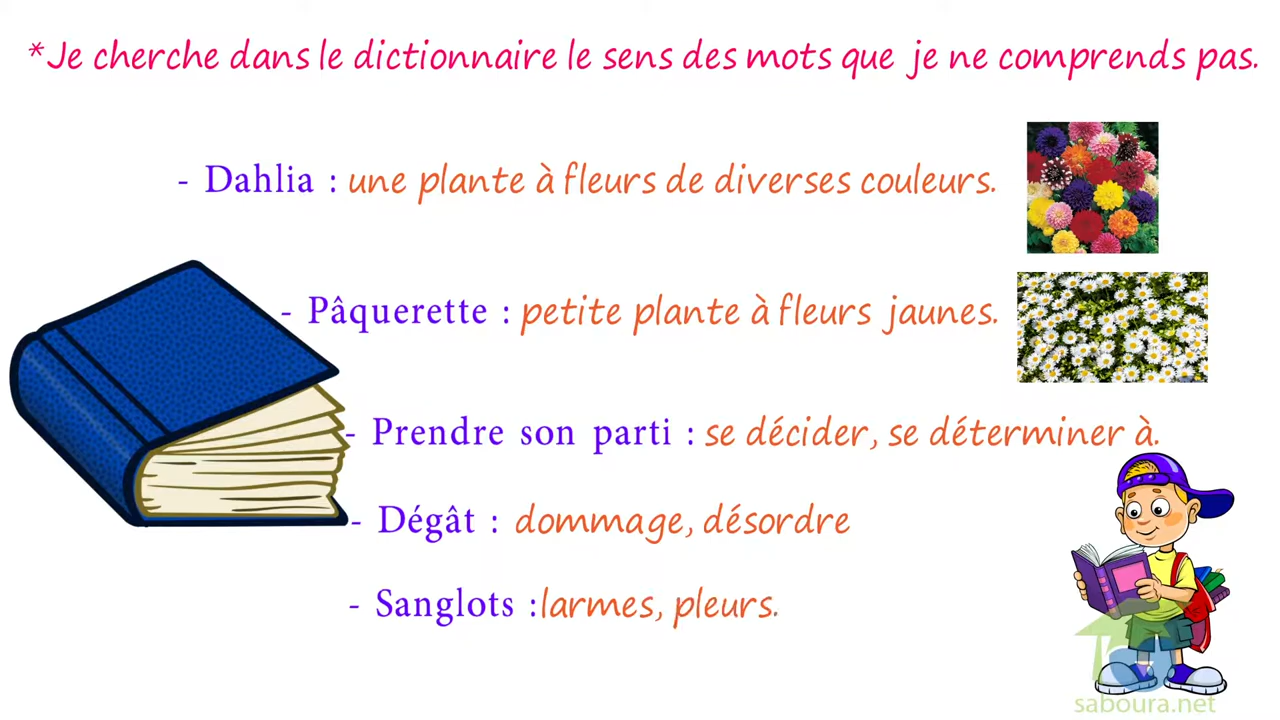 *Je cherche dans le dictionnaire le sens des mots que je ne comprends pas.
- Dahlia : une plante à fleurs de diverses couleurs.
- Pâquerette : petite plante à fleurs jaunes.
- Prendre son parti : se décider, se déterminer à.
- Dégât : dommage, désordre
- Sanglots :larmes, pleurs.
saboura.net